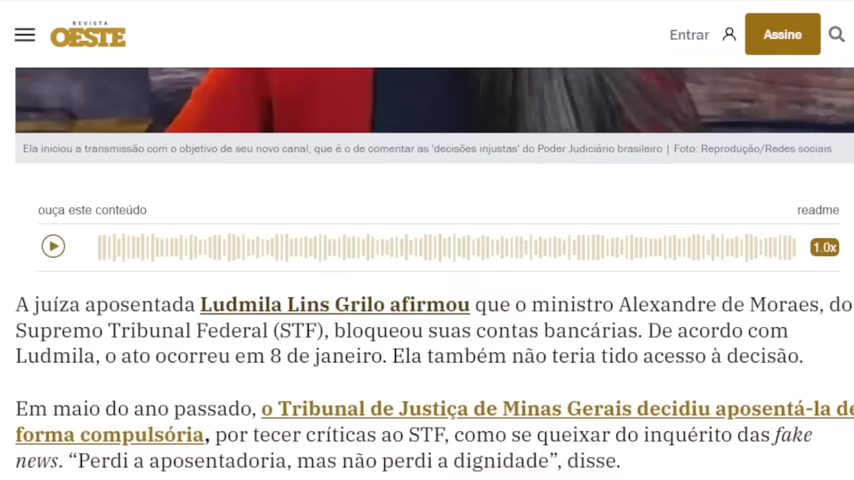 REVISTA
OESTE
Entrar
Assine
Ela iniciou a transmissão com o objetivo de seu novo canal, que é o de comentar as 'decisões injustas' do Poder Judiciário brasileiro | Foto: Reprodução/Redes sociais
ouça este conteúdo
readme
1.0x
A juíza aposentada Ludmila Lins Grilo afirmou que o ministro Alexandre de Moraes, do
Supremo Tribunal Federal (STF), bloqueou suas contas bancárias. De acordo com
Ludmila, o ato ocorreu em 8 de janeiro. Ela também não teria tido acesso à decisão.
Em maio do ano passado, o Tribunal de Justiça de Minas Gerais decidiu aposentá-la de
forma compulsória, por tecer críticas ao STF, como se queixar do inquérito das fake
news. “Perdi a aposentadoria, mas não perdi a dignidade”, disse.